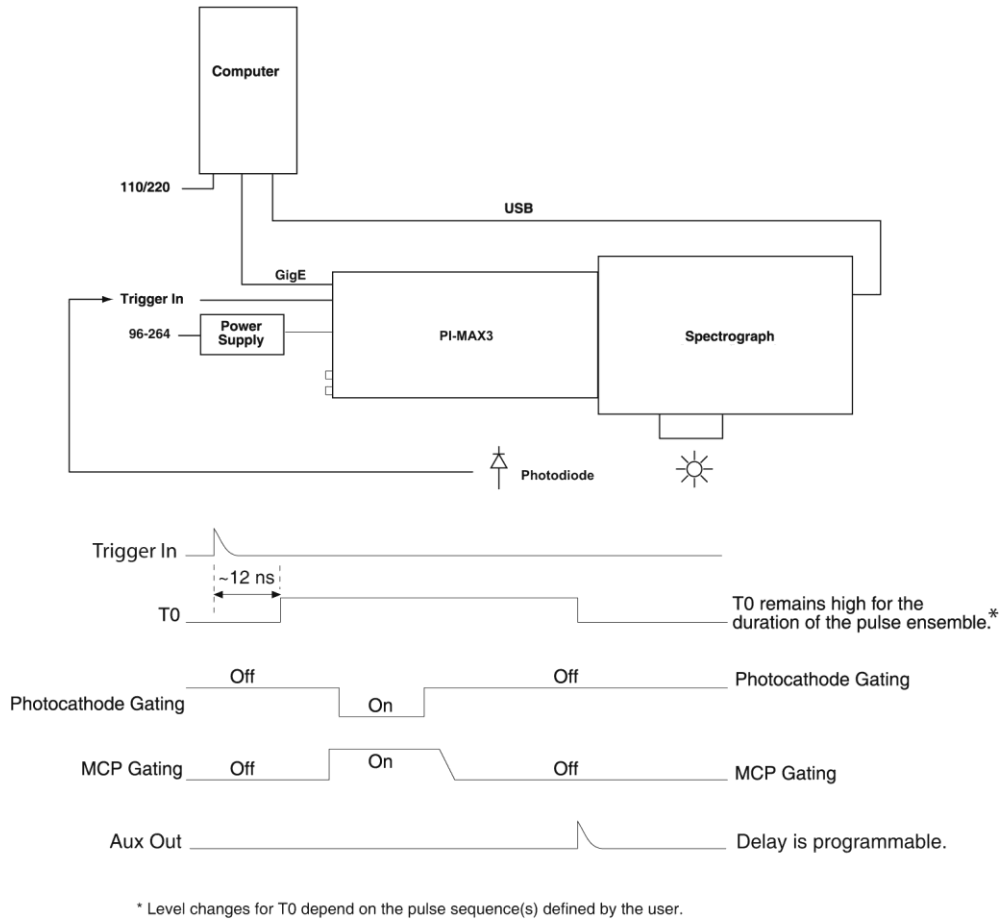 Computer
110/220
USB
GigE
Trigger In
96-264
Power
Supply
PI-MAX3
Spectrograph
Photodiode
Trigger In
~12 ns
T0
T0 remains high for the
duration of the pulse ensemble.*
Off
Off
Photocathode Gating
On
Photocathode Gating
MCP Gating
Off
On
Off
MCP Gating
Aux Out
Delay is programmable.
* Level changes for T0 depend on the pulse sequence(s) defined by the user.